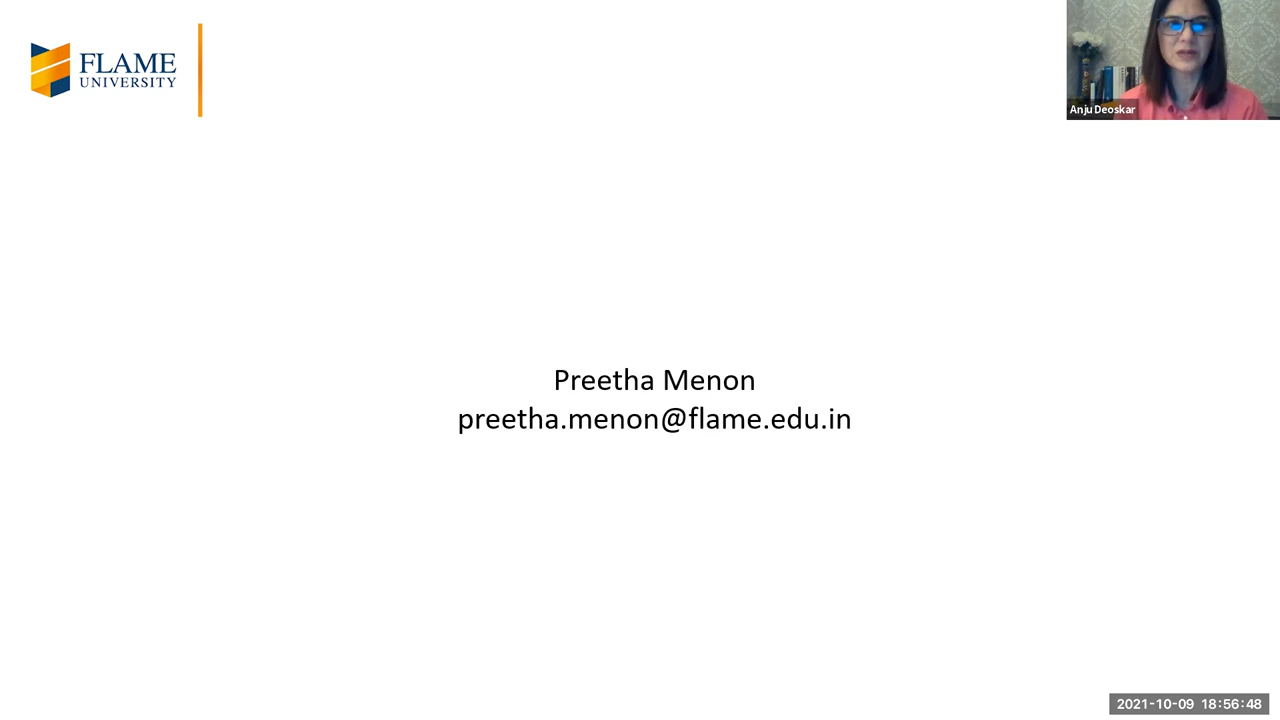 FLAME
UNIVERSITY
Anju Deoskar
Preetha Menon
preetha.menon@flame.edu.in
2021-10-09 18:56:48